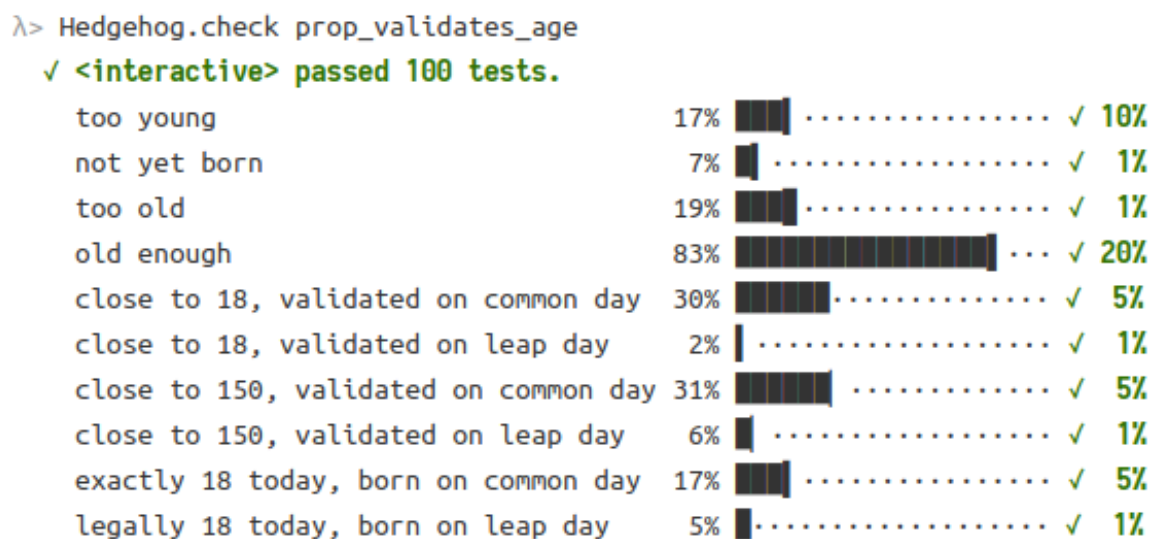 λ> Hedgehog.check prop_validates_age
✓ <interactive> passed 100 tests.
too young 17% ███▌················ ✓ 10%
not yet born 7% █▍·················· ✓ 1%
too old 19% ███▊················ ✓ 1%
old enough 83% ████████████████▌··· ✓ 20%
close to 18, validated on common day 30% ██████·············· ✓ 5%
close to 18, validated on leap day 2% ▍··················· ✓ 1%
close to 150, validated on common day 31% ██████▏············· ✓ 5%
close to 150, validated on leap day 6% █▏·················· ✓ 1%
exactly 18 today, born on common day 17% ███▍················ ✓ 5%
legally 18 today, born on leap day 5% █··················· ✓ 1%